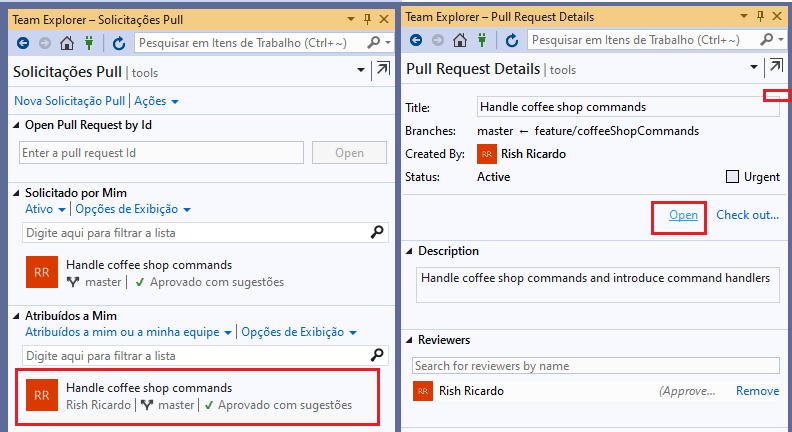 Team Explorer – Solicitações Pull
Pesquisar em Itens de Trabalho (Ctrl+~)
Solicitações Pull | tools
Nova Solicitação Pull | Ações
Open Pull Request by Id
Enter a pull request Id
Open
Solicitado por Mim
Ativo | Opções de Exibição
Digite aqui para filtrar a lista
RR
Handle coffee shop commands
master | Aprovado com sugestões
Atribuídos a Mim
Atribuídos a mim ou a minha equipe | Opções de Exibição
Digite aqui para filtrar a lista
RR
Handle coffee shop commands
Rish Ricardo | master | Aprovado com sugestões
Team Explorer – Pull Request Details
Pesquisar em Itens de Trabalho (Ctrl+~)
Pull Request Details | tools
Title: Handle coffee shop commands
Branches: master ← feature/coffeeShopCommands
Created By: RR Rish Ricardo
Status: Active Urgent
Open | Check out...
Description
Handle coffee shop commands and introduce command handlers
Reviewers
Search for reviewers by name
RR Rish Ricardo (Approve... Remove